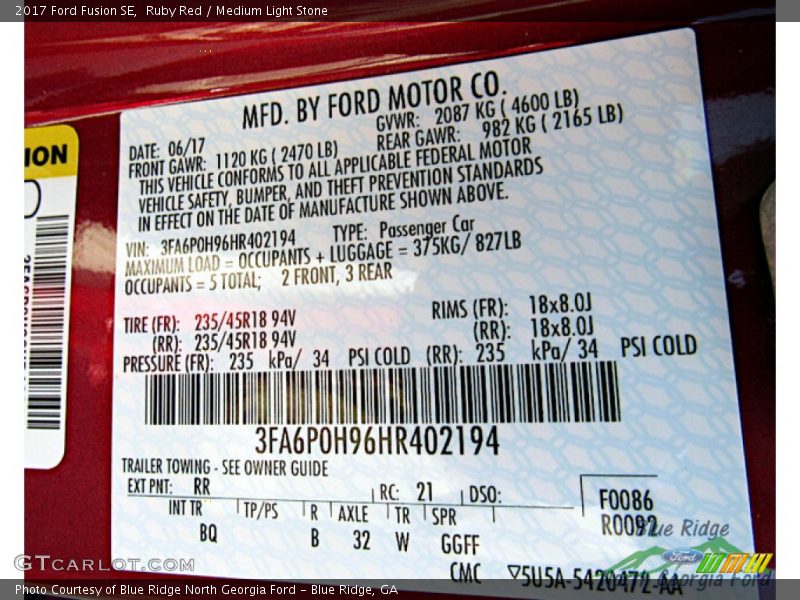 2017 Ford Fusion SE, Ruby Red / Medium Light Stone
ION
MFD. BY FORD MOTOR CO.
DATE: 06/17 GVWR: 2087 KG ( 4600 LB)
FRONT GAWR: 1120 KG ( 2470 LB) REAR GAWR: 982 KG ( 2165 LB)
THIS VEHICLE CONFORMS TO ALL APPLICABLE FEDERAL MOTOR
VEHICLE SAFETY, BUMPER, AND THEFT PREVENTION STANDARDS
IN EFFECT ON THE DATE OF MANUFACTURE SHOWN ABOVE.
VIN: 3FA6P0H96HR402194 TYPE: Passenger Car
MAXIMUM LOAD = OCCUPANTS + LUGGAGE = 375KG/ 827LB
OCCUPANTS = 5 TOTAL; 2 FRONT, 3 REAR
TIRE (FR): 235/45R18 94V RIMS (FR): 18x8.0J
(RR): 235/45R18 94V (RR): 18x8.0J
PRESSURE (FR): 235 kPa/ 34 PSI COLD (RR): 235 kPa/ 34 PSI COLD
3FA6P0H96HR402194
TRAILER TOWING - SEE OWNER GUIDE
EXT PNT: RR RC: 21 DSO: F0086
INT TR TP/PS R AXLE TR SPR R0092
BQ B 32 W GGFF
CMC ▽5U5A-5420472-AA
Blue Ridge
Ford
Georgia Ford
GTCARLOT.COM
Photo Courtesy of Blue Ridge North Georgia Ford - Blue Ridge, GA